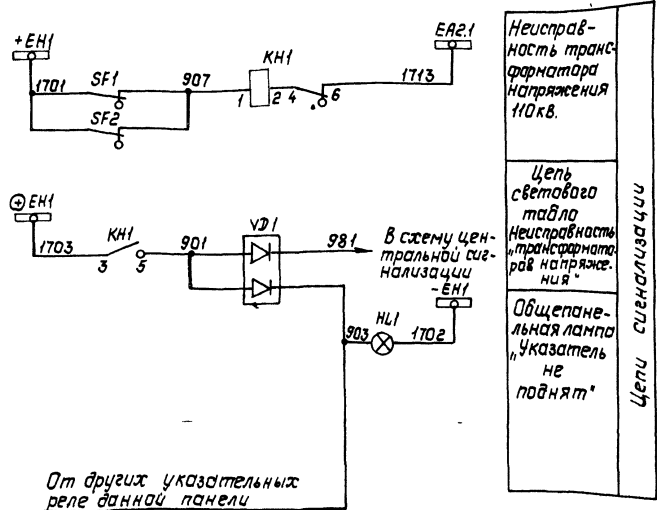 +EH1
EA2.1
1701
SF1
907
KH1
1713
1
2
4
6
SF2
Неисправ-
ность транс-
форматора
напряжения
110кв.
⊕EH1
1703
KH1
3
5
901
VD1
981
В схему цен-
тральной сиг-
нализации
-EH1
903
HL1
1702
Цепь
светового
табло
Неисправность
„трансформато-
ров напряже-
ния"
Общепане-
льная лампа
„Указатель
не
поднят"
Цепи сигнализации
От других указательных
реле данной панели